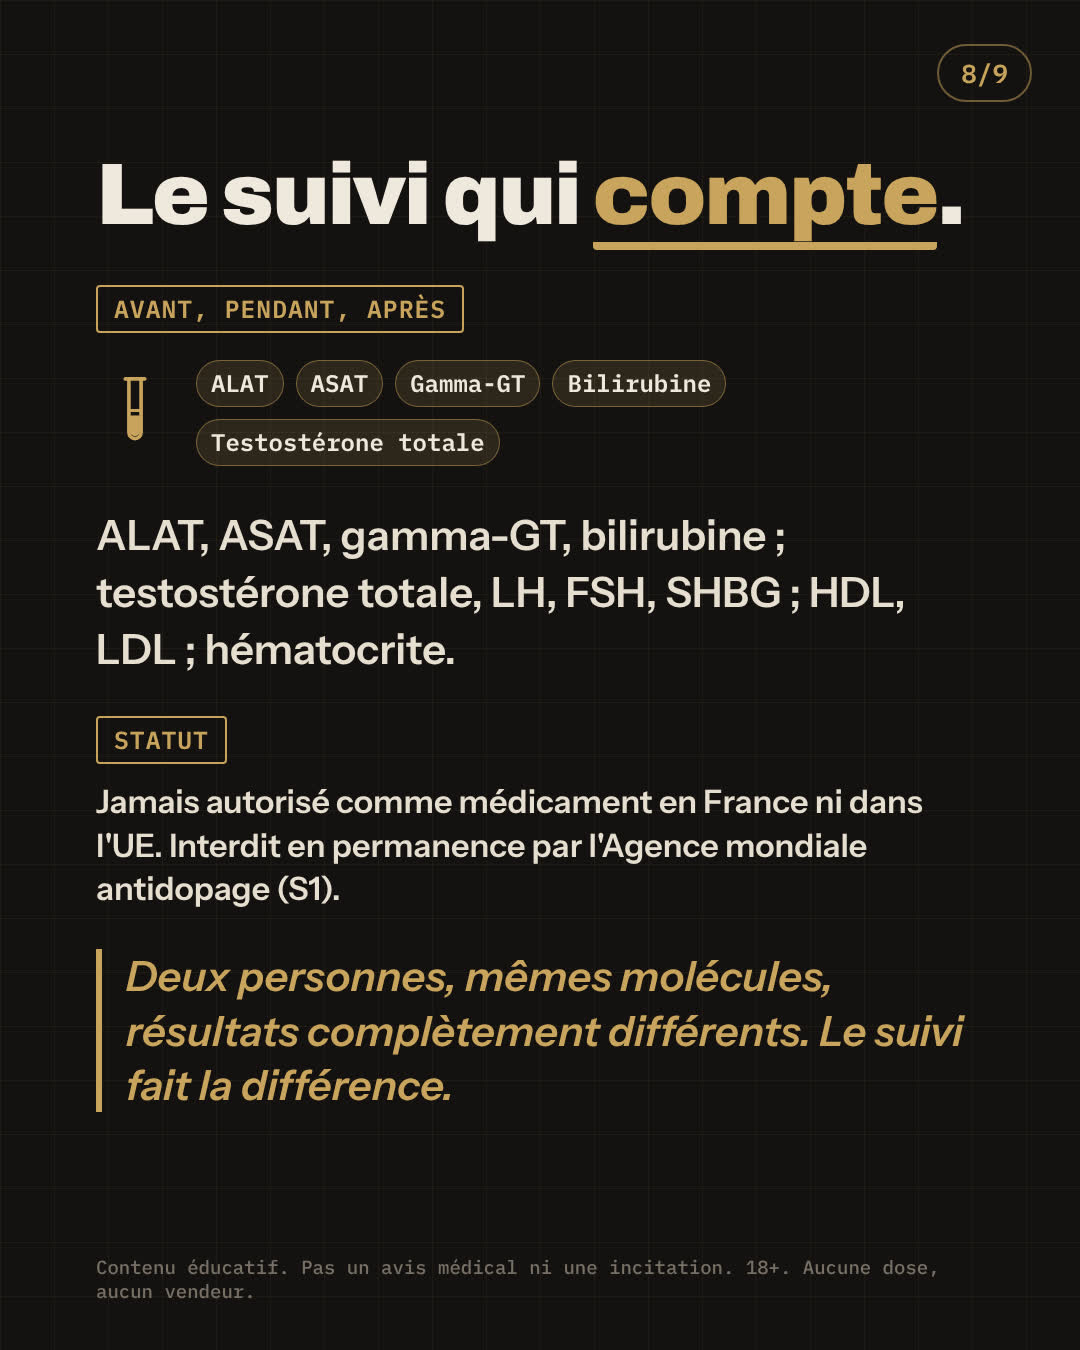 8/9
Le suivi qui compte.
AVANT, PENDANT, APRÈS
ALAT ASAT Gamma-GT Bilirubine
Testostérone totale
ALAT, ASAT, gamma-GT, bilirubine ;
testostérone totale, LH, FSH, SHBG ; HDL,
LDL ; hématocrite.
STATUT
Jamais autorisé comme médicament en France ni dans
l'UE. Interdit en permanence par l'Agence mondiale
antidopage (S1).
Deux personnes, mêmes molécules,
résultats complètement différents. Le suivi
fait la différence.
Contenu éducatif. Pas un avis médical ni une incitation. 18+. Aucune dose,
aucun vendeur.